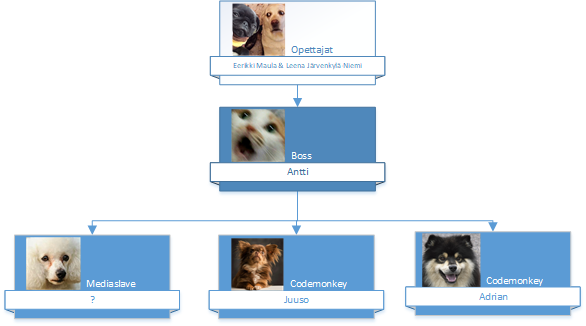 Opettajat
Eerikki Maula & Leena Järvenkylä-Niemi
Boss
Antti
Mediaslave
?
Codemonkey
Juuso
Codemonkey
Adrian